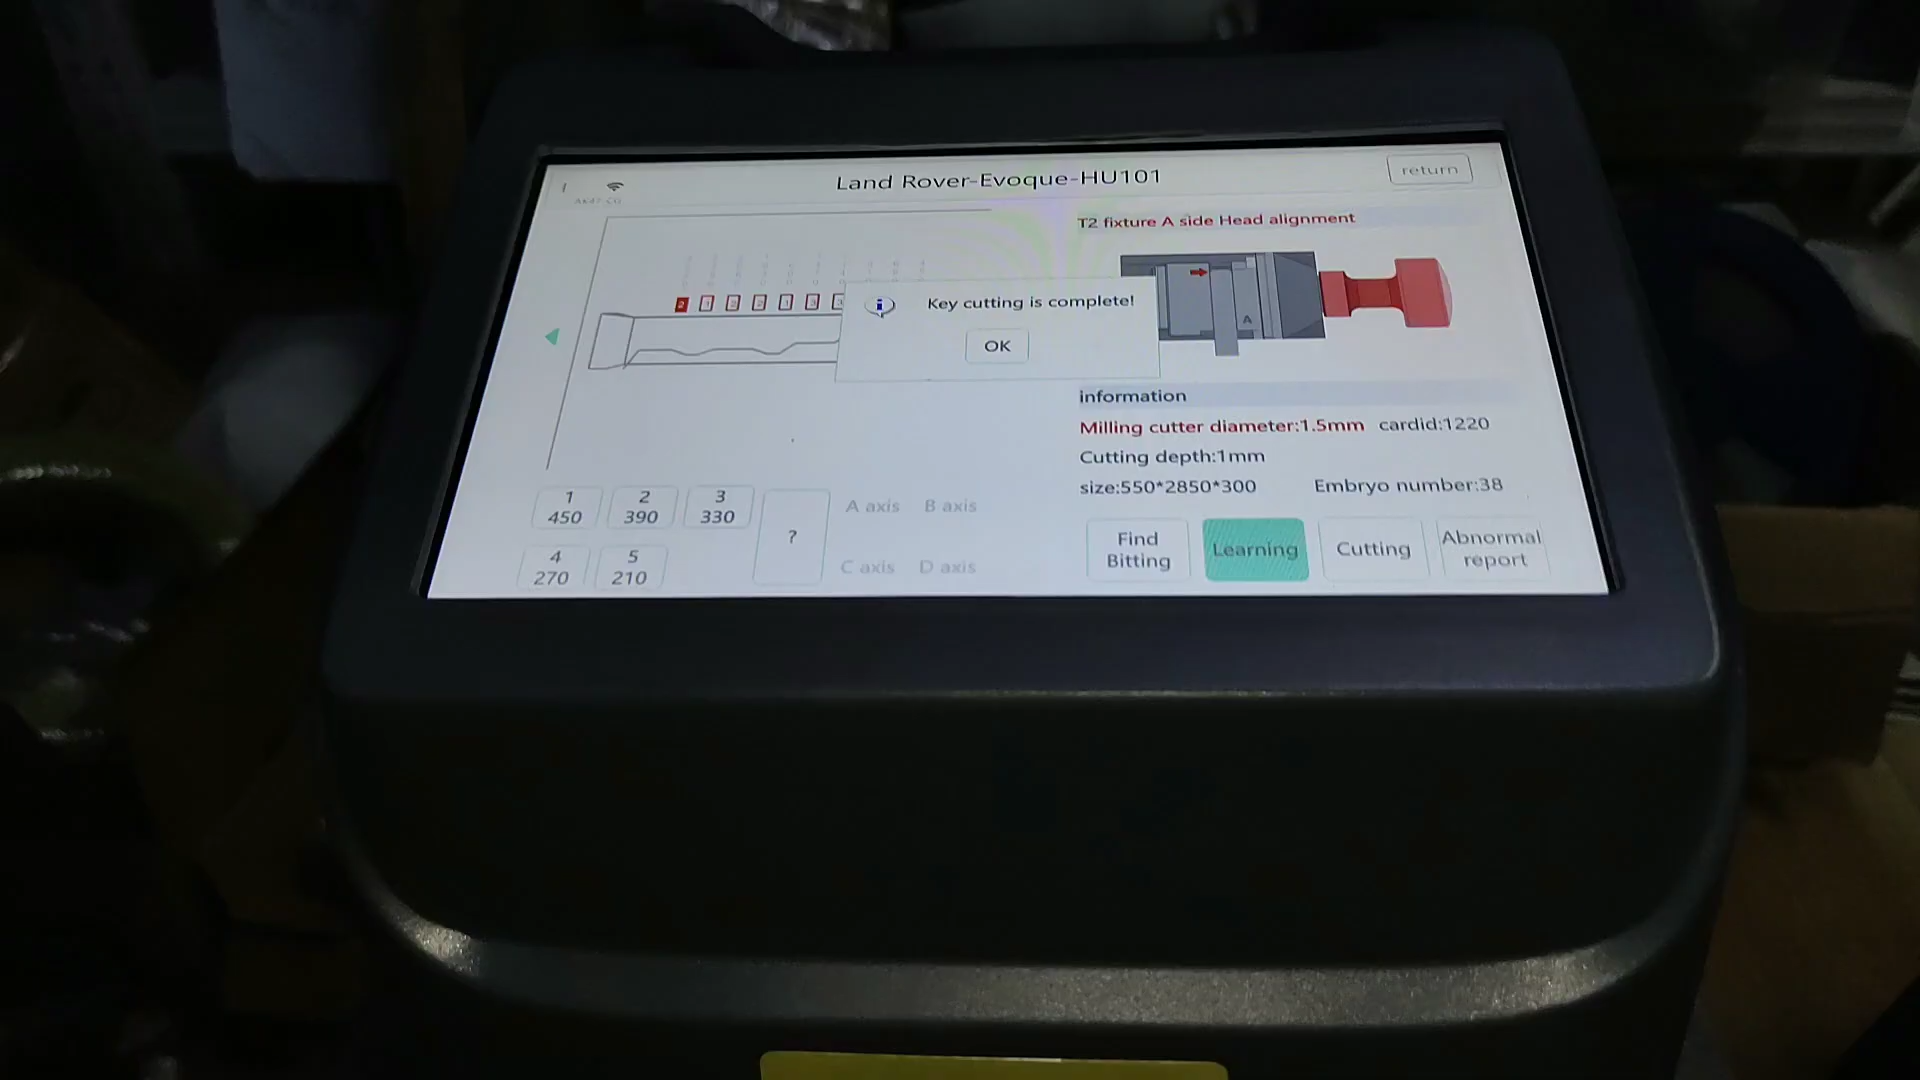 Land Rover-Evoque-HU101
return
T2 fixture A side Head alignment
A
Key cutting is complete!
OK
information
Milling cutter diameter:1.5mm cardid:1220
Cutting depth:1mm
size:550*2850*300 Embryo number:38
1 2 3
450 390 330
4 5
270 210
?
A axis B axis
C axis D axis
Find Bitting
Learning
Cutting
Abnormal report